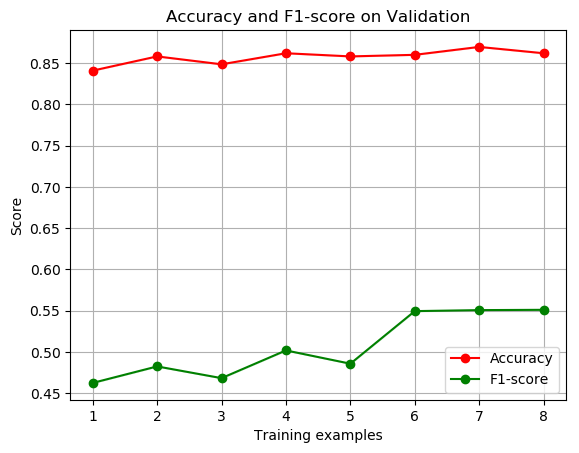 Accuracy and F1-score on Validation
0.85
0.80
0.75
0.70
0.65
0.60
0.55
0.50
0.45
Score
1 2 3 4 5 6 7 8
Training examples
Accuracy
F1-score